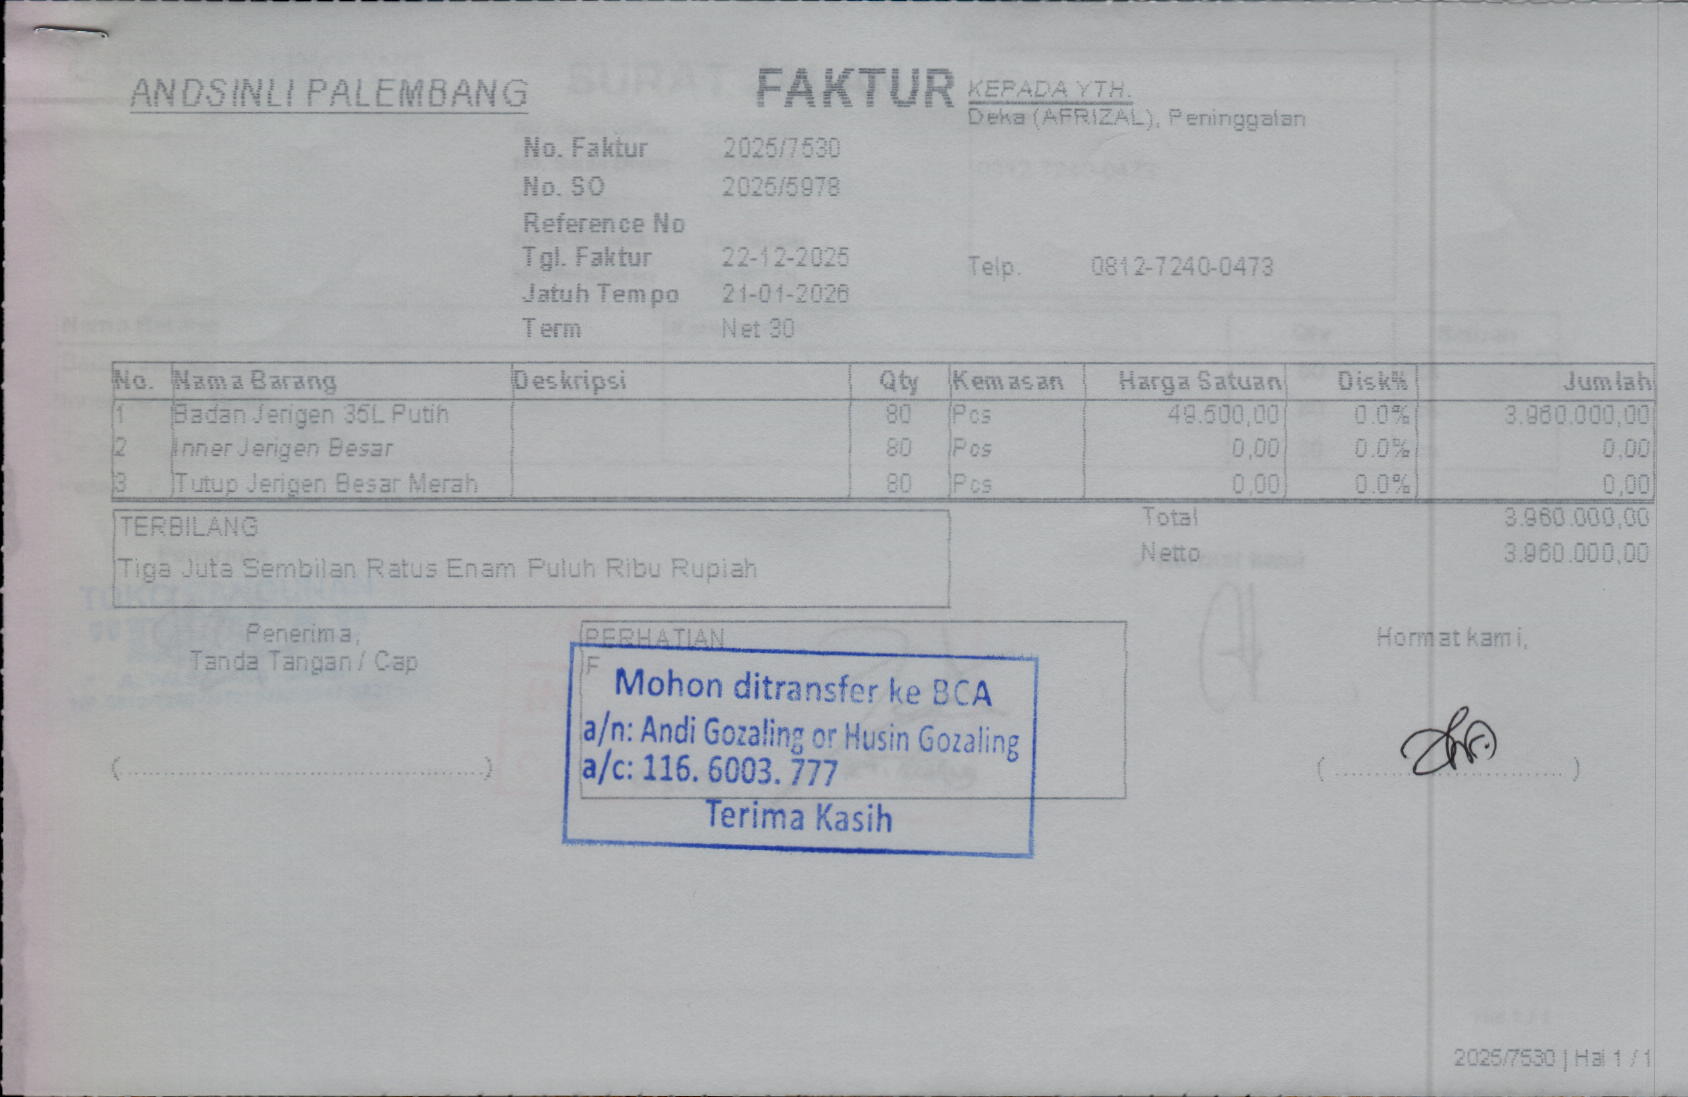 ANDSINLI PALEMBANG
FAKTUR
KEPADA YTH.
Deka (AFRIZAL), Peninggalan
No. Faktur 2025/7530
No. SO 2025/5978
Reference No
Tgl. Faktur 22-12-2025
Telp. 0812-7240-0473
Jatuh Tempo 21-01-2026
Term Net 30
No. Nama Barang Deskripsi Qty Kemasan Harga Satuan Disk% Jumlah
1 Badan Jerigen 35L Putih 80 Pcs 49.500,00 0.0% 3.960.000,00
2 Inner Jerigen Besar 80 Pcs 0,00 0.0% 0,00
3 Tutup Jerigen Besar Merah 80 Pcs 0,00 0.0% 0,00
TERBILANG
Tiga Juta Sembilan Ratus Enam Puluh Ribu Rupiah
Total 3.960.000,00
Netto 3.960.000,00
Penerima,
Tanda Tangan / Cap
(....................................................)
PERHATIAN
F
Mohon ditransfer ke BCA
a/n: Andi Gozaling or Husin Gozaling
a/c: 116. 6003. 777
Terima Kasih
Hormat kami,
(..................................)
2025/7530 | Hal 1 / 1